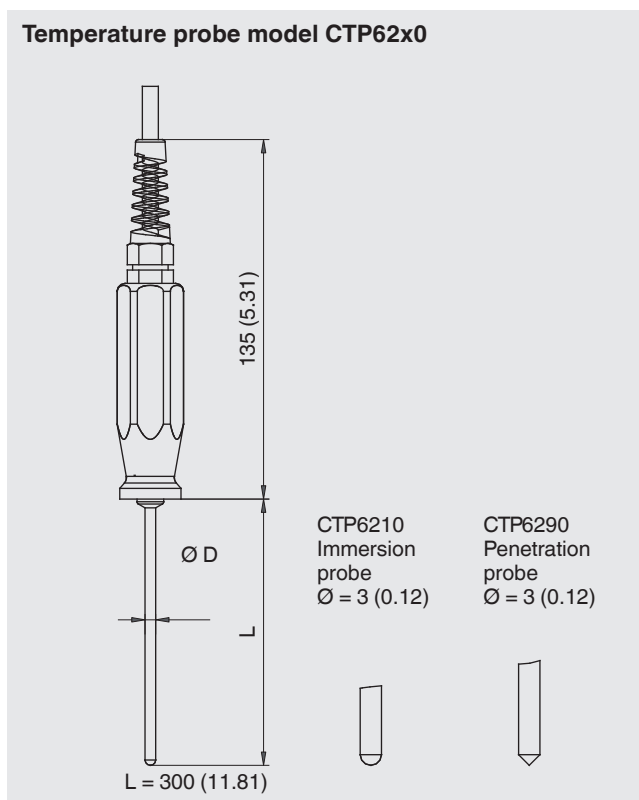 Temperature probe model CTP62x0
135 (5.31)
Ø D
L
L = 300 (11.81)
CTP6210
Immersion
probe
Ø = 3 (0.12)
CTP6290
Penetration
probe
Ø = 3 (0.12)